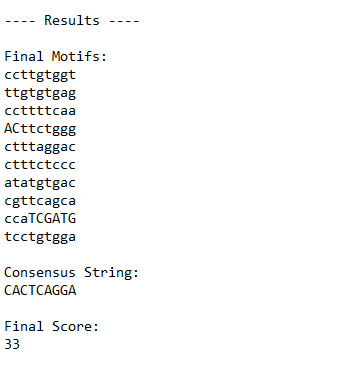 ---- Results ----
Final Motifs:
ccttgtggt
ttgtgtgag
ccttttcaa
ACttctggg
ctttaggac
ctttctccc
atatgtgac
cgttcagca
ccaTCGATG
tcctgtgga
Consensus String:
CACTCAGGA
Final Score:
33